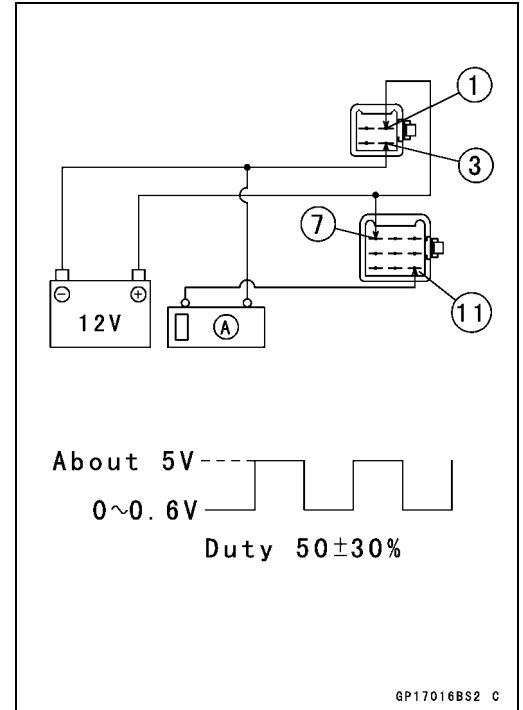 1
3
7
11
⊖ ⊕
12V
A
About 5V
0~0.6V
Duty 50±30%
GP17016BS2 C